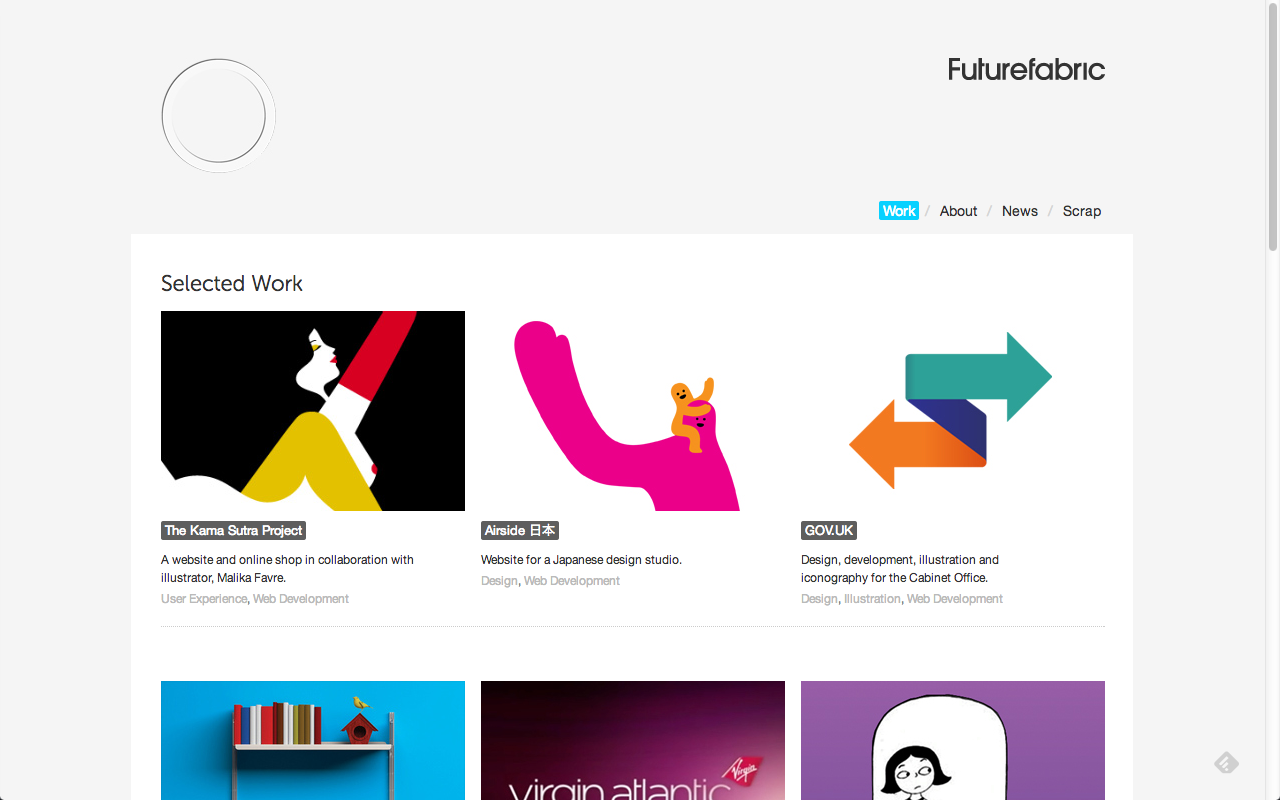 Futurefabric
Work / About / News / Scrap
Selected Work
The Kama Sutra Project
A website and online shop in collaboration with
illustrator, Malika Favre.
User Experience, Web Development
Airside 日本
Website for a Japanese design studio.
Design, Web Development
GOV.UK
Design, development, illustration and
iconography for the Cabinet Office.
Design, Illustration, Web Development
virgin atlantic
Virgin